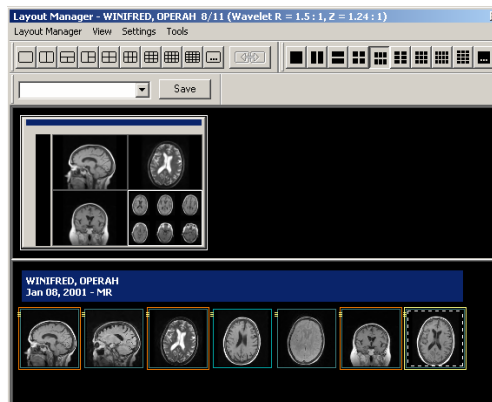 Layout Manager - WINIFRED, OPERAH 8/11 (Wavelet R = 1.5 : 1, Z = 1.24 : 1)
Layout Manager View Settings Tools
... ...
Save
WINIFRED, OPERAH
Jan 08, 2001 - MR